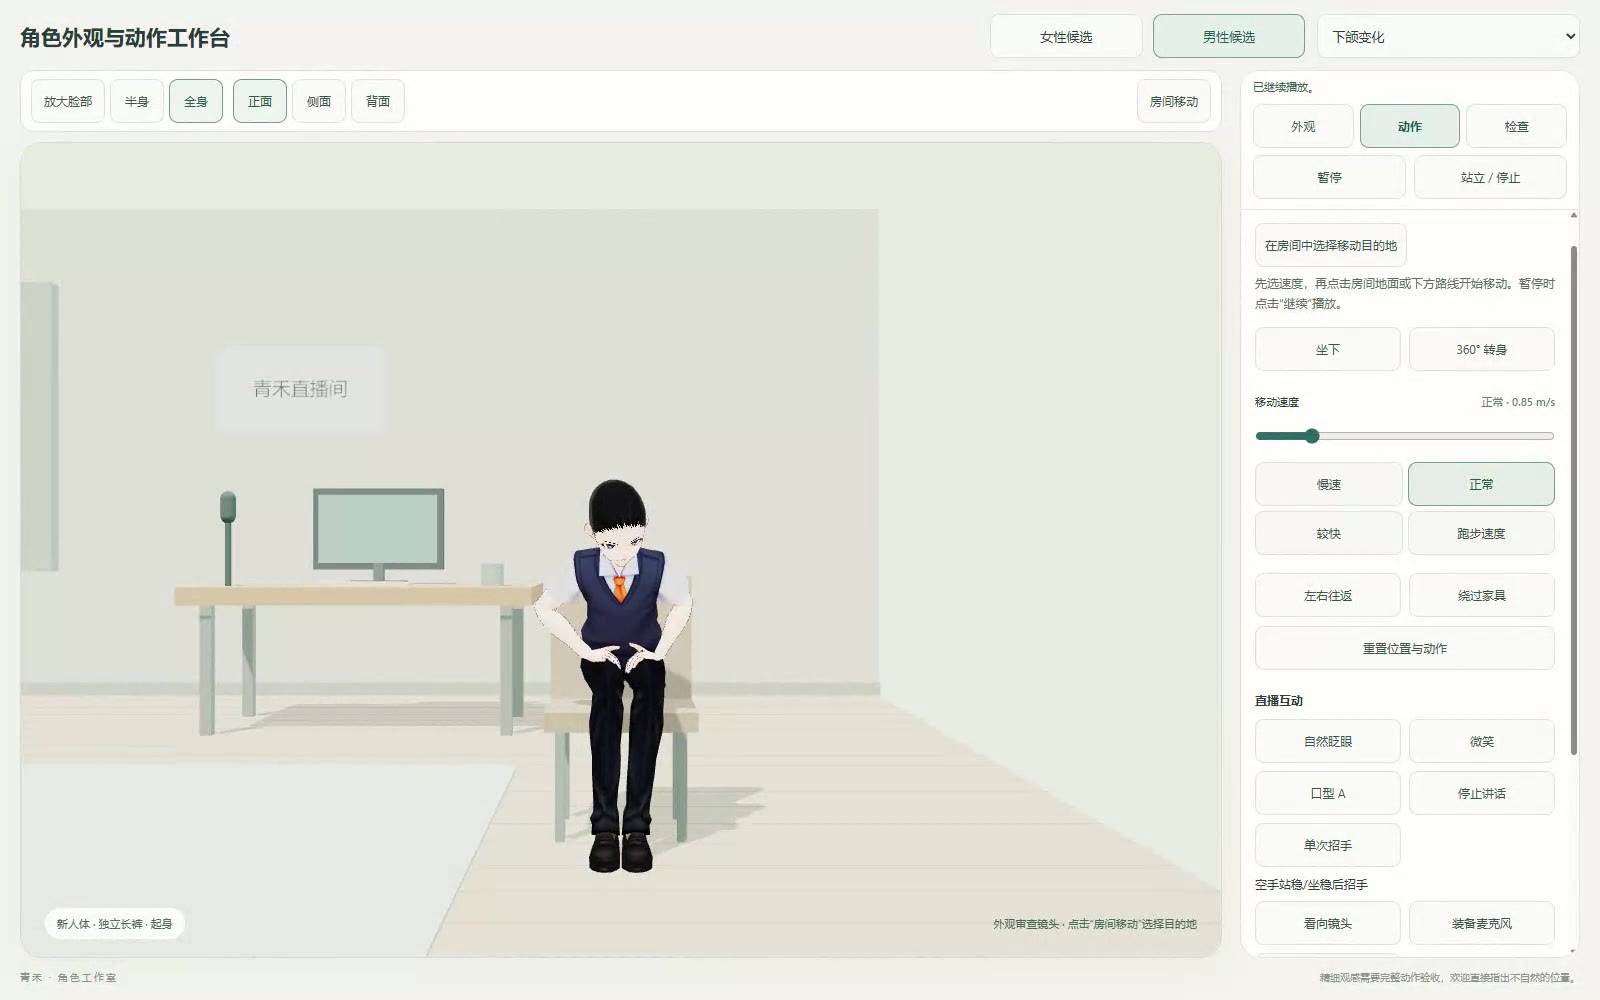 角色外观与动作工作台
女性候选
男性候选
下颌变化
放大脸部
半身
全身
正面
侧面
背面
房间移动
青禾直播间
新人体 · 独立长裤 · 起身
外观审查镜头 · 点击“房间移动”选择目的地
已继续播放。
外观
动作
检查
暂停
站立 / 停止
在房间中选择移动目的地
先选速度，再点击房间地面或下方路线开始移动。暂停时
点击“继续”播放。
坐下
360° 转身
移动速度
正常 · 0.85 m/s
慢速
正常
较快
跑步速度
左右往返
绕过家具
重置位置与动作
直播互动
自然眨眼
微笑
口型 A
停止讲话
单次招手
空手站稳/坐稳后招手
看向镜头
装备麦克风
青禾 · 角色工作室
精细观感需要完整动作验收，欢迎直接指出不自然的位置。